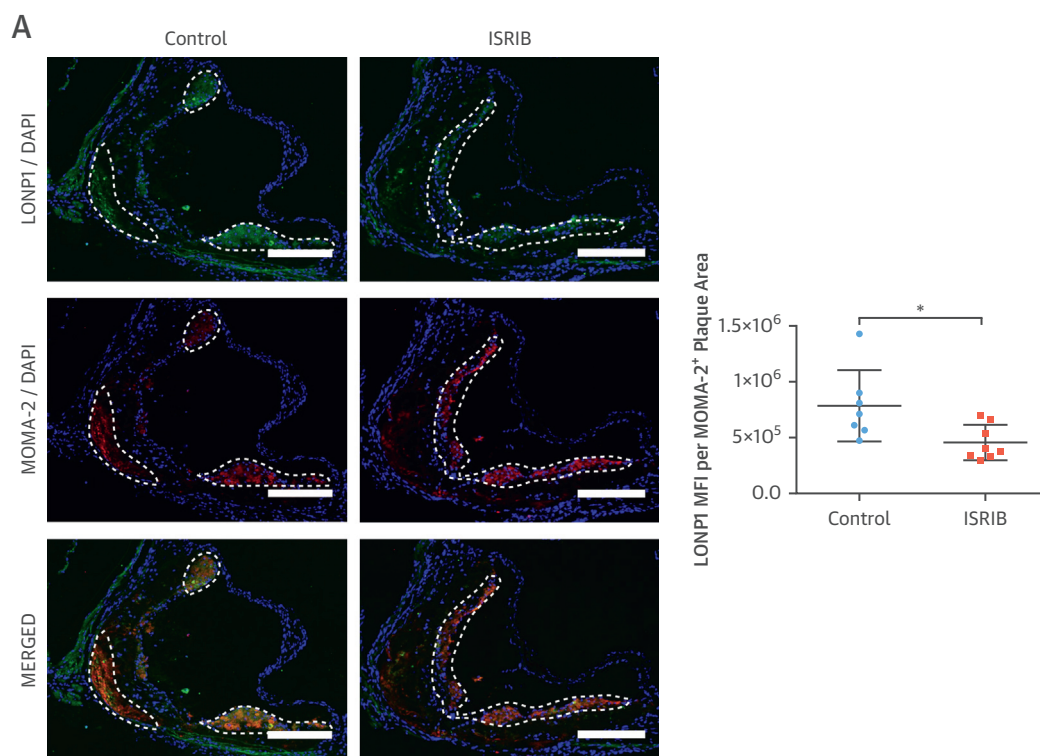 A
Control
ISRIB
LONP1 / DAPI
MOMA-2 / DAPI
MERGED
LONP1 MFI per MOMA-2⁺ Plaque Area
*
1.5×10⁶
1×10⁶
5×10⁵
0.0
Control
ISRIB